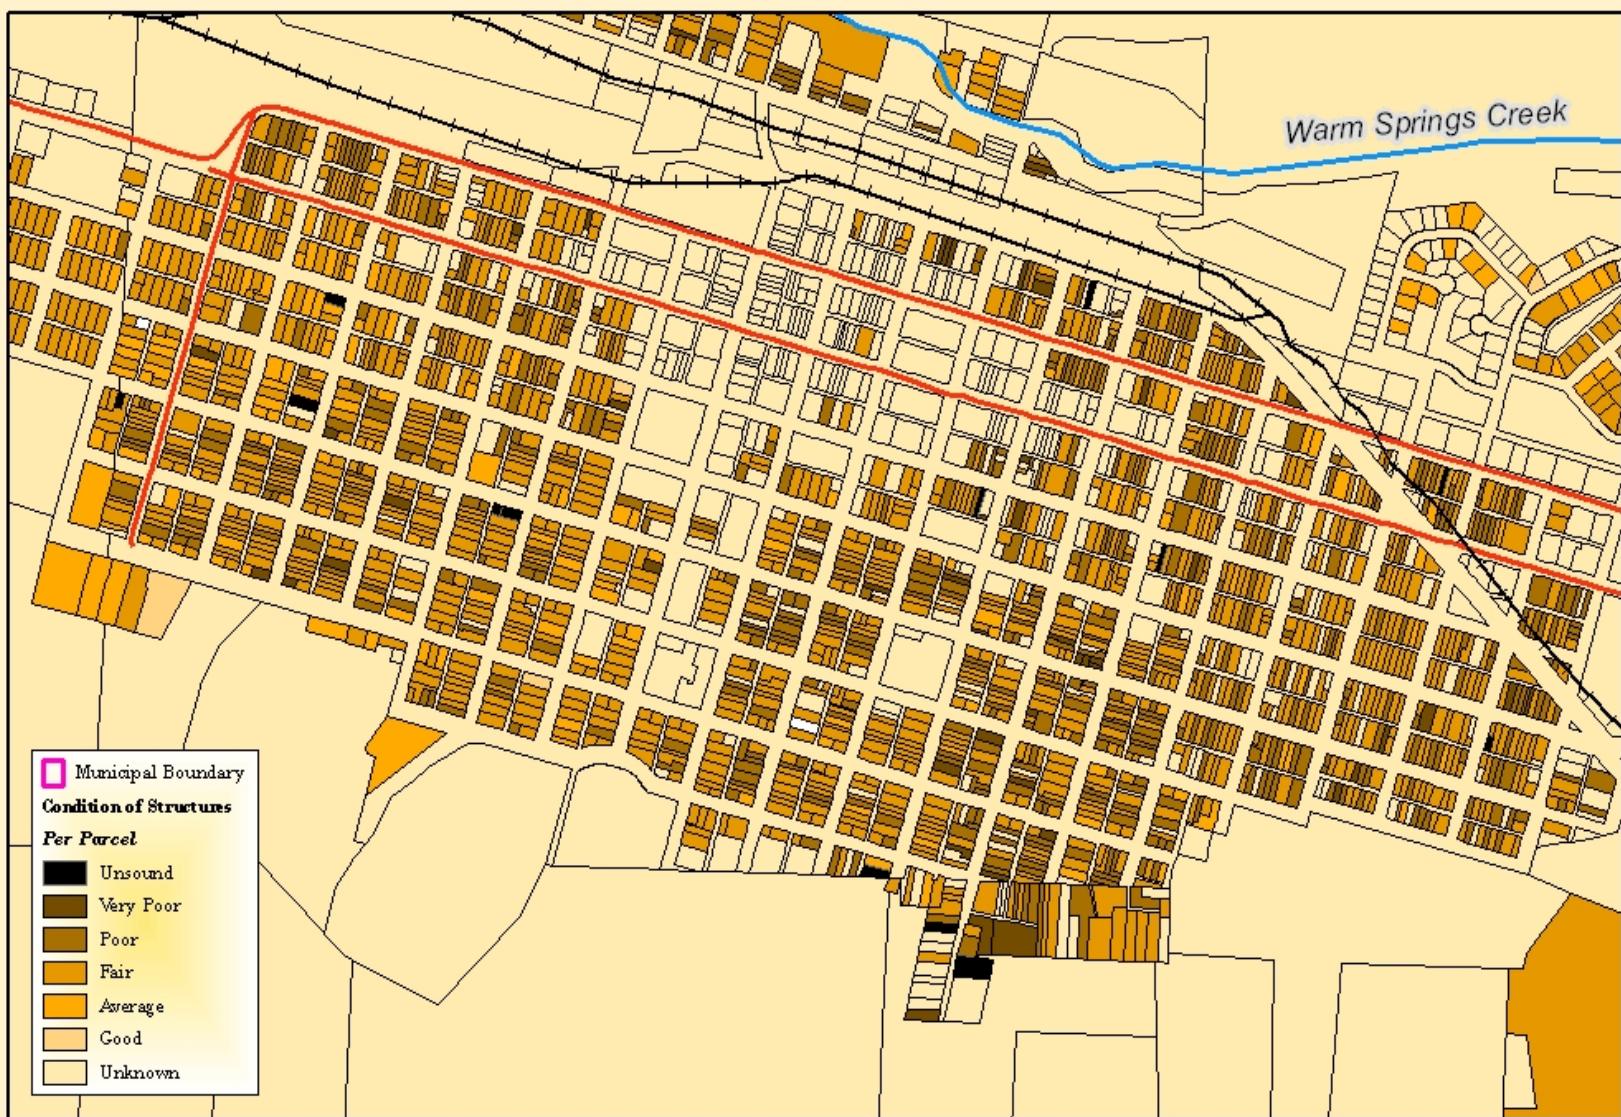 Warm Springs Creek
Municipal Boundary
Condition of Structures
Per Parcel
Unsound
Very Poor
Poor
Fair
Average
Good
Unknown